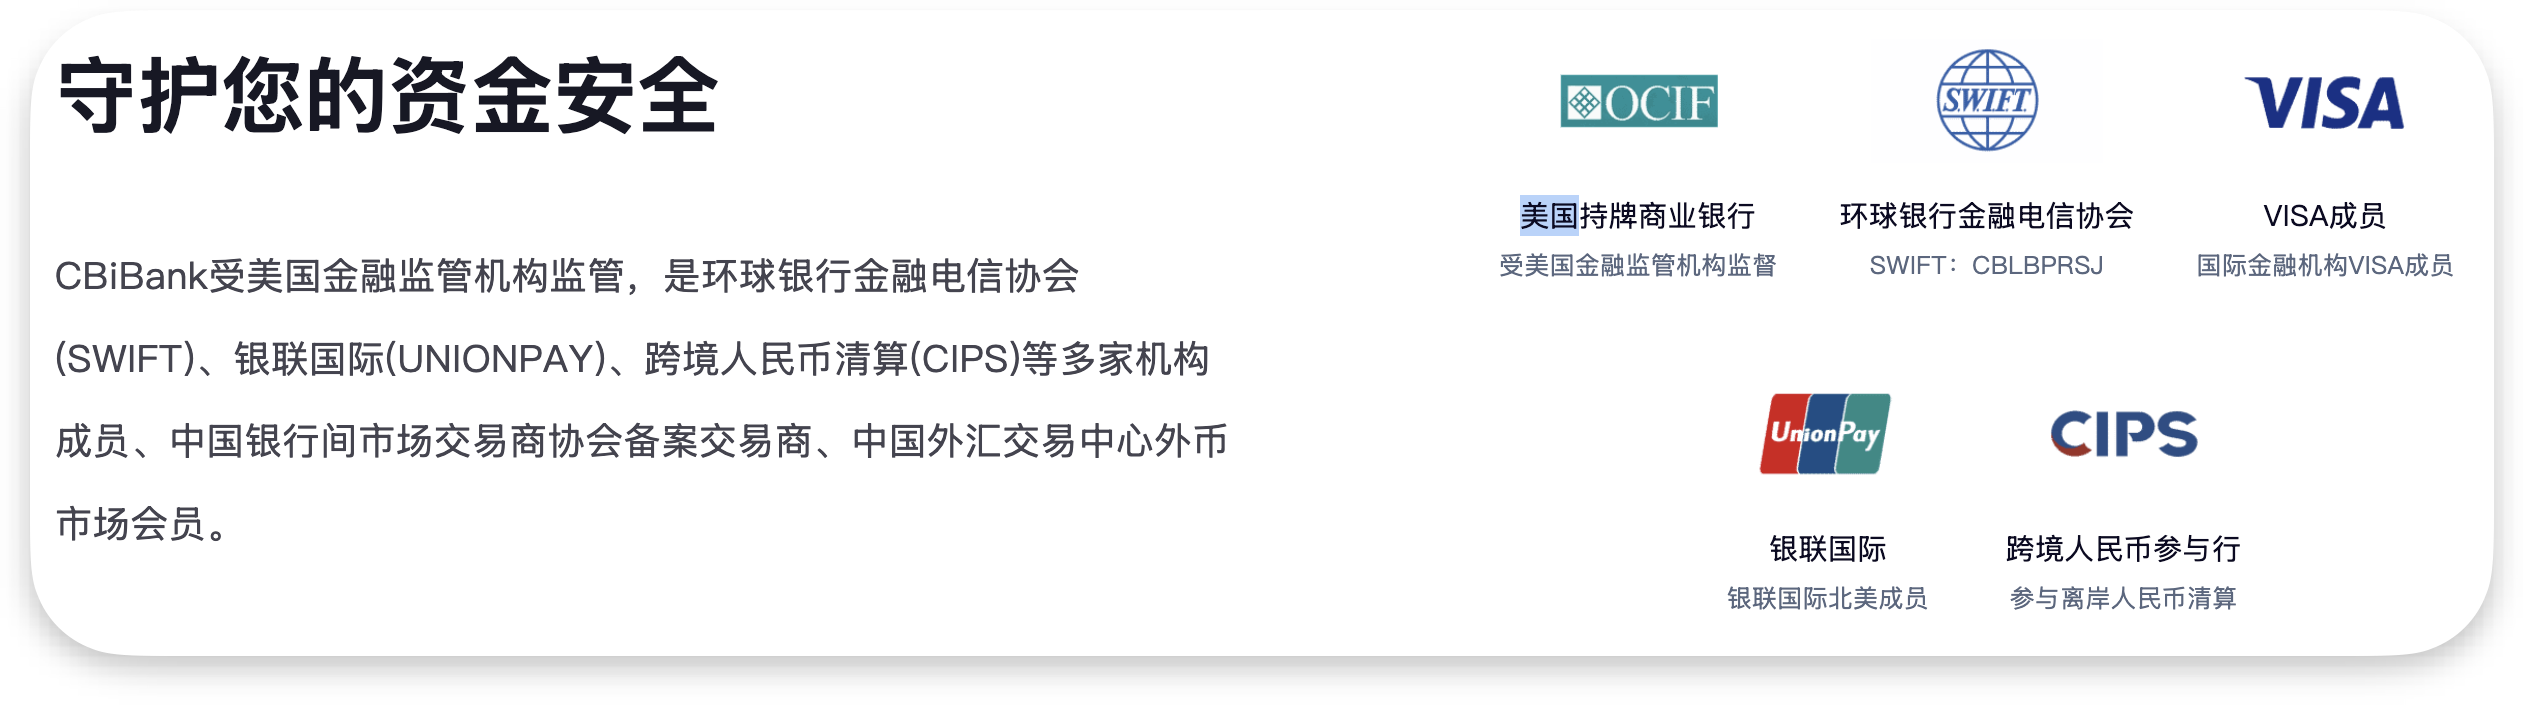 守护您的资金安全
CBiBank受美国金融监管机构监管，是环球银行金融电信协会
(SWIFT)、银联国际(UNIONPAY)、跨境人民币清算(CIPS)等多家机构
成员、中国银行间市场交易商协会备案交易商、中国外汇交易中心外币
市场会员。
OCIF
S.W.I.F.T.
VISA
美国持牌商业银行
环球银行金融电信协会
VISA成员
受美国金融监管机构监督
SWIFT：CBLBPRSJ
国际金融机构VISA成员
UnionPay
CIPS
银联国际
跨境人民币参与行
银联国际北美成员
参与离岸人民币清算